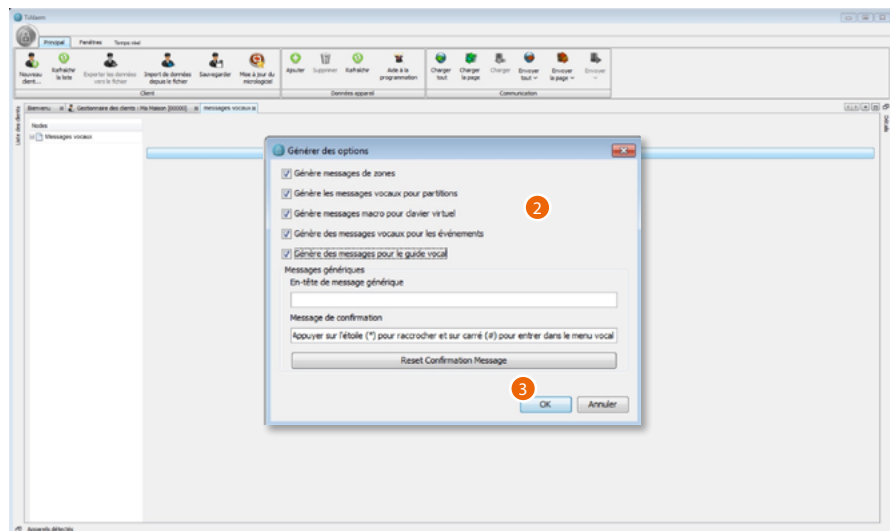 Tildawn
Principal Fenêtres Temps réel
Nouveau client... Rafraîchir la liste Exporter les données vers le fichier Import de données depuis le fichier Sauvegarder Mise à jour du micrologiciel Ajouter Supprimer Rafraîchir Aide à la programmation Charger tout Charger la page Charger Envoyer tout Envoyer la page Envoyer
Client Données appareil Communication
Bienvenu Gestionnaire des clients : Ma Maison [00000] messages vocaux
Liste des clients
Nodes
Messages vocaux
Détails
Générer des options
Génère messages de zones
Génère les messages vocaux pour partitions
Génère messages macro pour clavier virtuel
2
Génère des messages vocaux pour les événements
Génère des messages pour le guide vocal
Messages génériques
En-tête de message générique
Message de confirmation
Appuyer sur l'étoile (*) pour raccrocher et sur carré (#) pour entrer dans le menu vocal
Reset Confirmation Message
3
OK Annuler
Appareils détectés